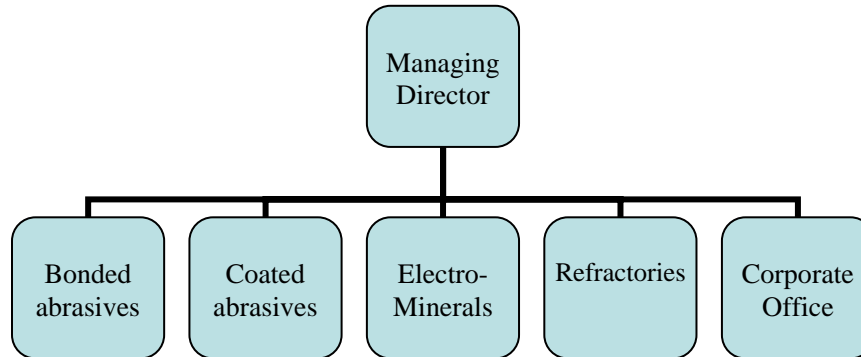 Managing
Director
Bonded
abrasives
Coated
abrasives
Electro-
Minerals
Refractories
Corporate
Office